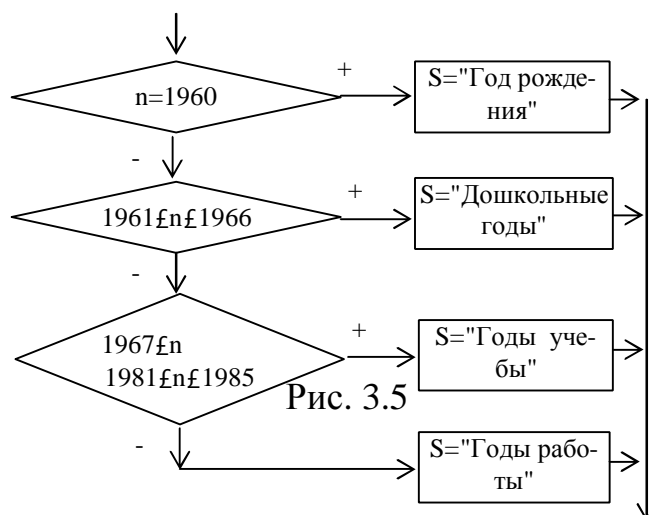 +
n=1960
S="Год рожде-
ния"
-
+
1961£n£1966
S="Дошкольные
годы"
-
+
1967£n
1981£n£1985
S="Годы уче-
бы"
Рис. 3.5
-
S="Годы рабо-
ты"